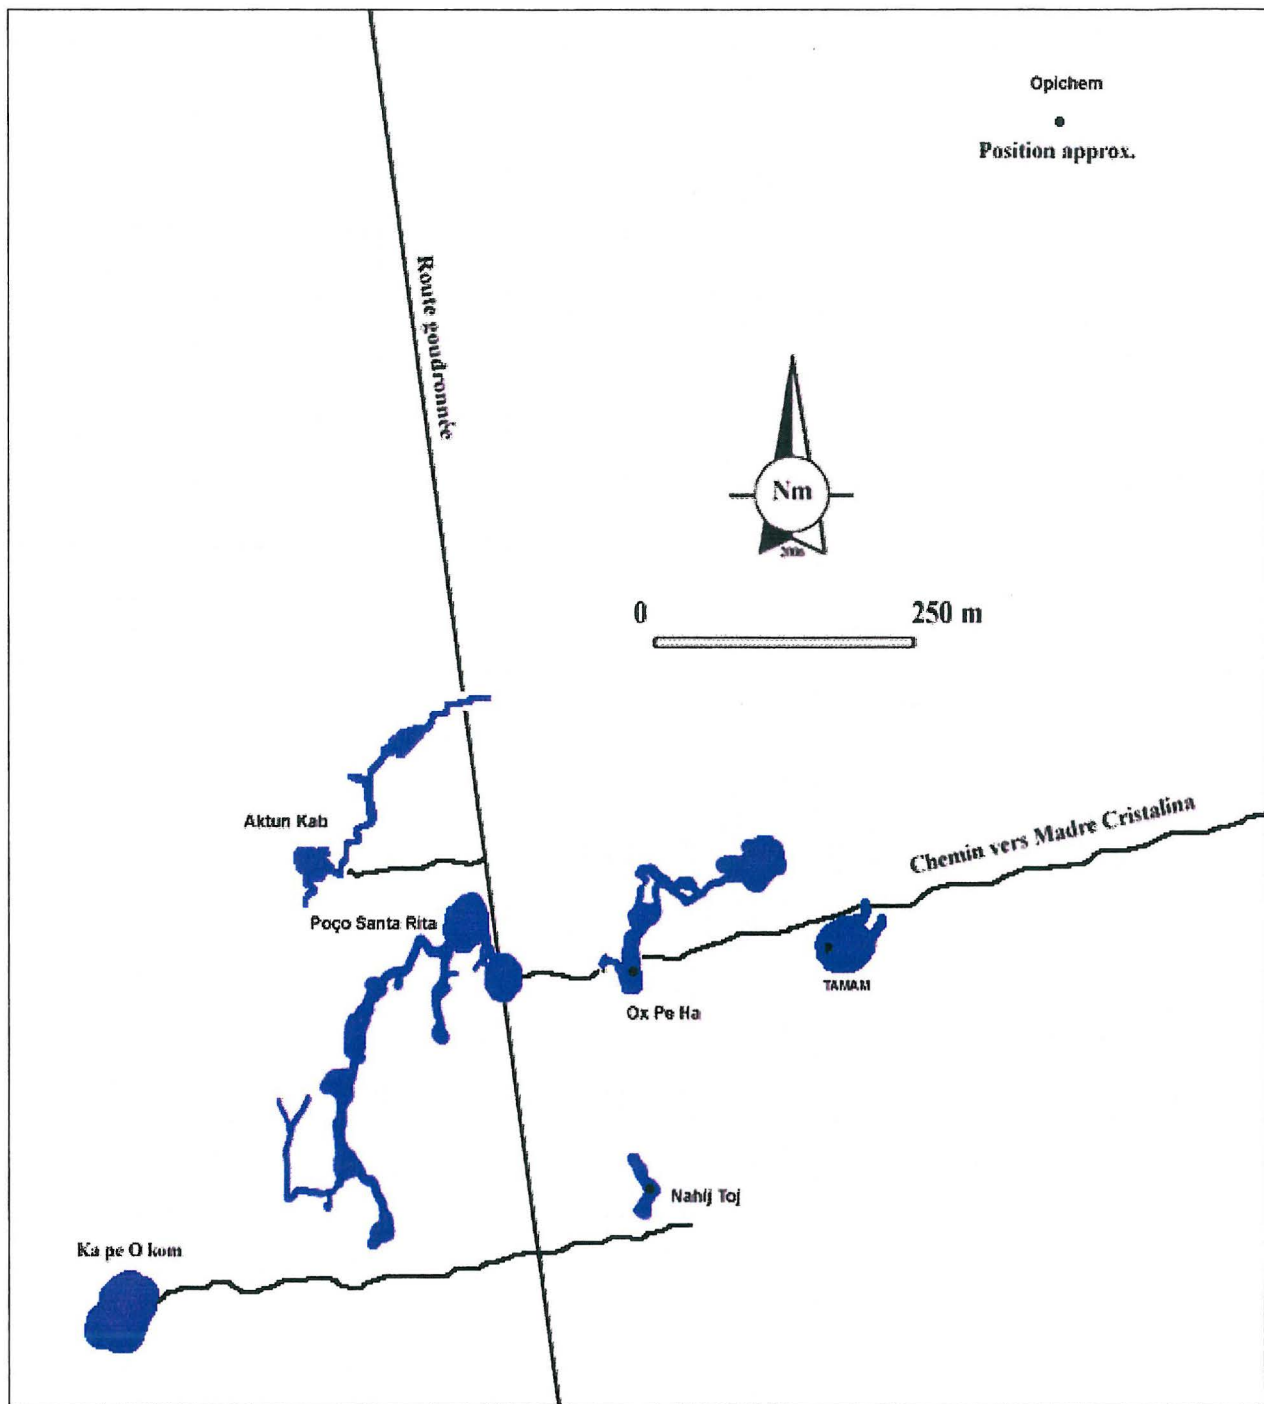 Opichem
Position approx.
Route goudronnée
Nm
2006
0 250 m
Aktun Kab
Chemin vers Madre Cristalina
Poço Santa Rita
TAMAM
Ox Pe Ha
Nahij Toj
Ka pe O kom